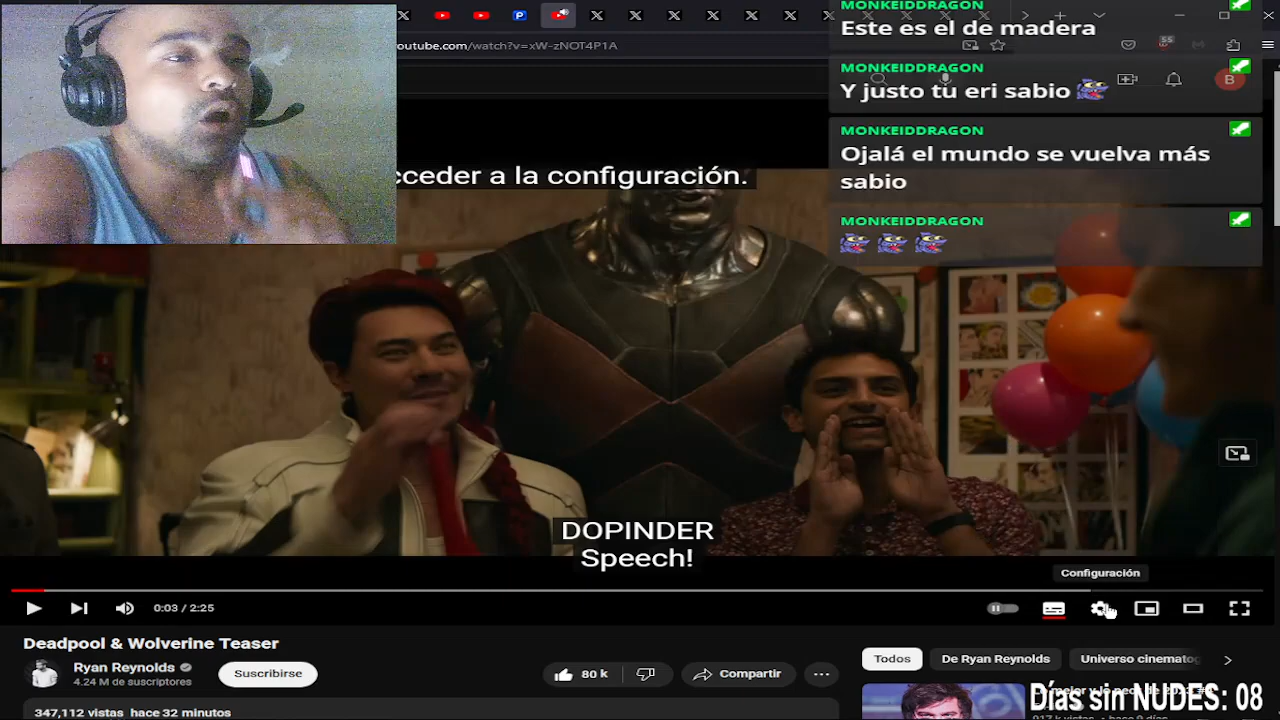 outube.com/watch?v=xW-zNOT4P1A
55
B
MONKEIDDRAGON
Este es el de madera
MONKEIDDRAGON
Y justo tu eri sabio
MONKEIDDRAGON
Ojalá el mundo se vuelva más
sabio
MONKEIDDRAGON
cceder a la configuración.
DOPINDER
Speech!
Configuración
0:03 / 2:25
Deadpool & Wolverine Teaser
Ryan Reynolds
4.24 M de suscriptores
Suscribirse
80 k
Compartir
Todos
De Ryan Reynolds
Universo cinematog
347,112 vistas hace 32 minutos
Días sin NUDES: 08